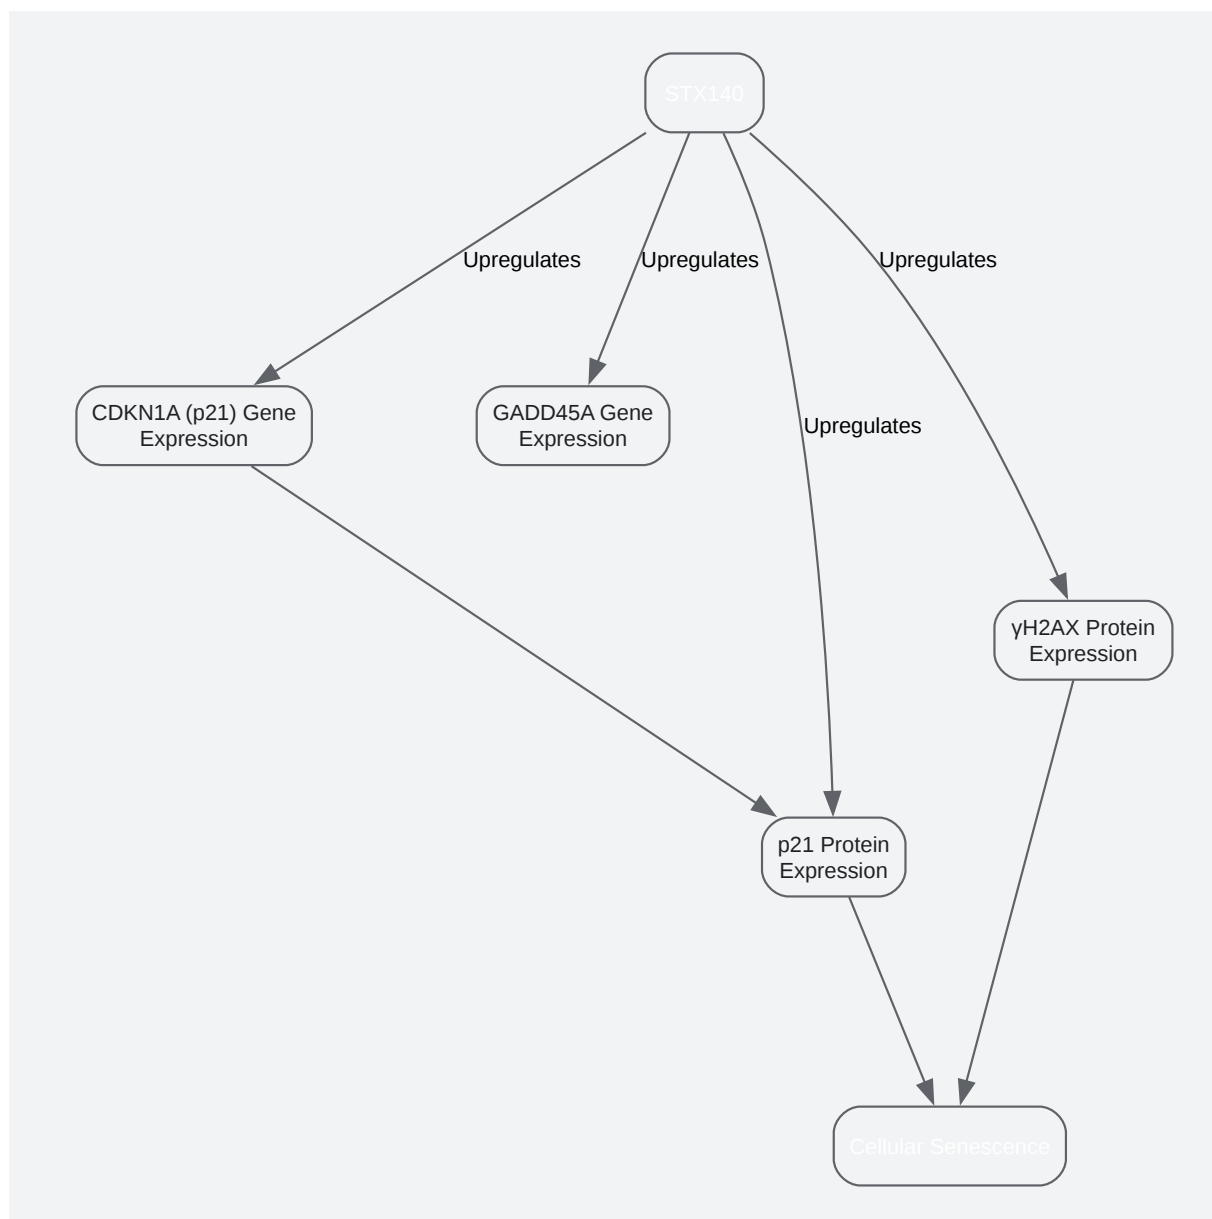 STX140
Upregulates
Upregulates
Upregulates
CDKN1A (p21) Gene
Expression
GADD45A Gene
Expression
Upregulates
γH2AX Protein
Expression
p21 Protein
Expression
Cellular Senescence